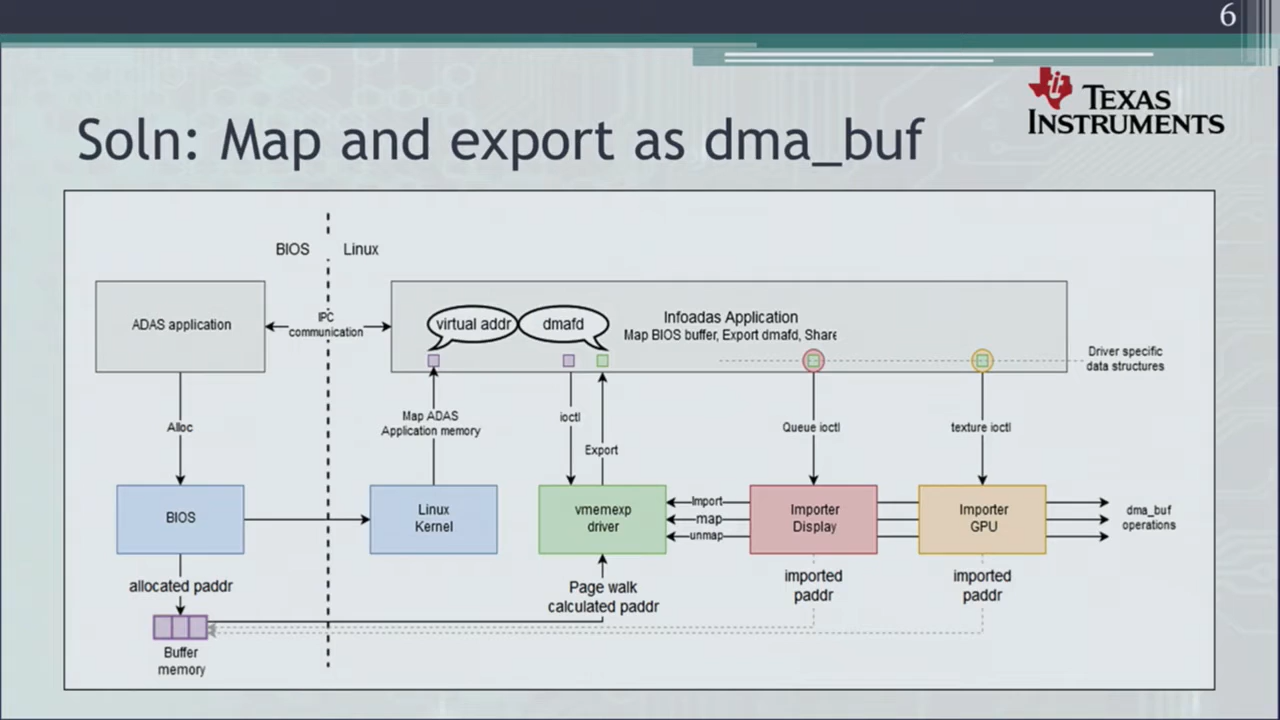 6
TEXAS
INSTRUMENTS
Soln: Map and export as dma_buf
BIOS
Linux
ADAS application
IPC
communication
virtual addr
dmafd
Infoadas Application
Map BIOS buffer, Export dmafd, Share
Driver specific
data structures
Alloc
Map ADAS
Application memory
ioctl
Export
Queue ioctl
texture ioctl
BIOS
Linux
Kernel
vmemexp
driver
Import
map
unmap
Importer
Display
Importer
GPU
dma_buf
operations
allocated paddr
Page walk
calculated paddr
imported
paddr
imported
paddr
Buffer
memory